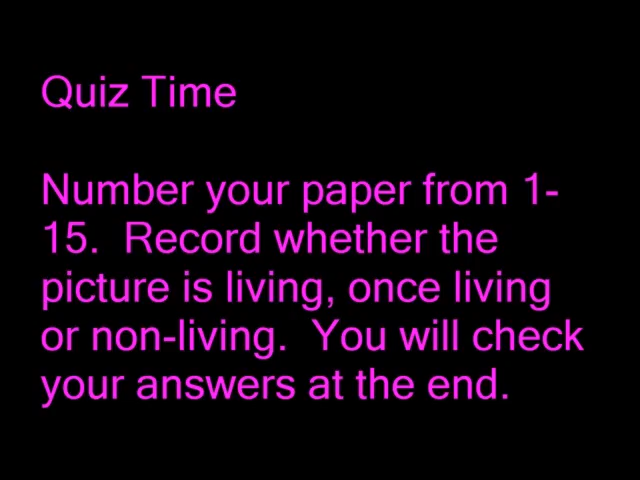 Quiz Time
Number your paper from 1-
15.  Record whether the
picture is living, once living
or non-living.  You will check
your answers at the end.